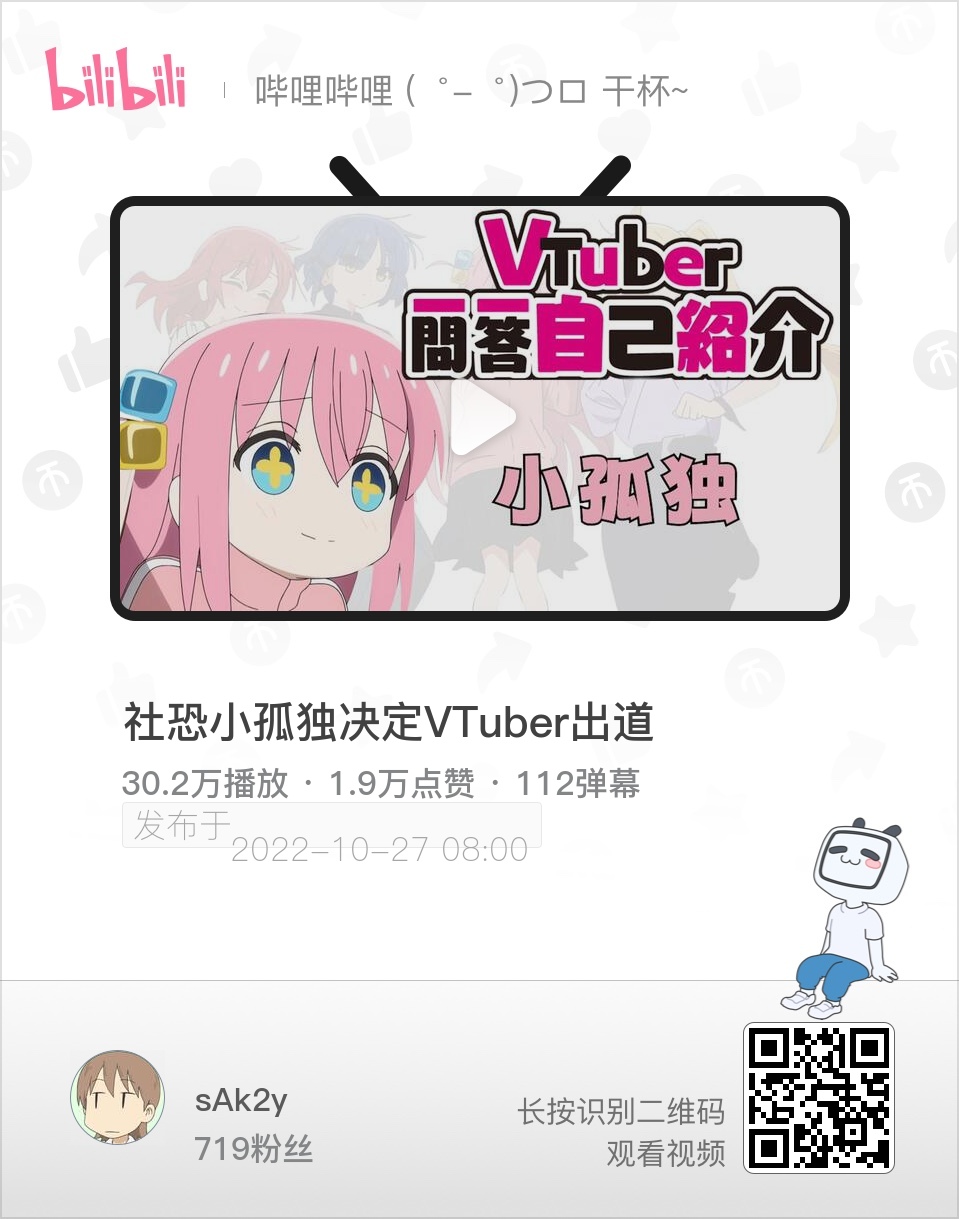 bilibili
哔哩哔哩 ( ゜- ゜)つロ 干杯~
VTuber
一問一答自己紹介
小孤独
社恐小孤独决定VTuber出道
30.2万播放 · 1.9万点赞 · 112弹幕
发布于
2022-10-27 08:00
sAk2y
719粉丝
长按识别二维码
观看视频